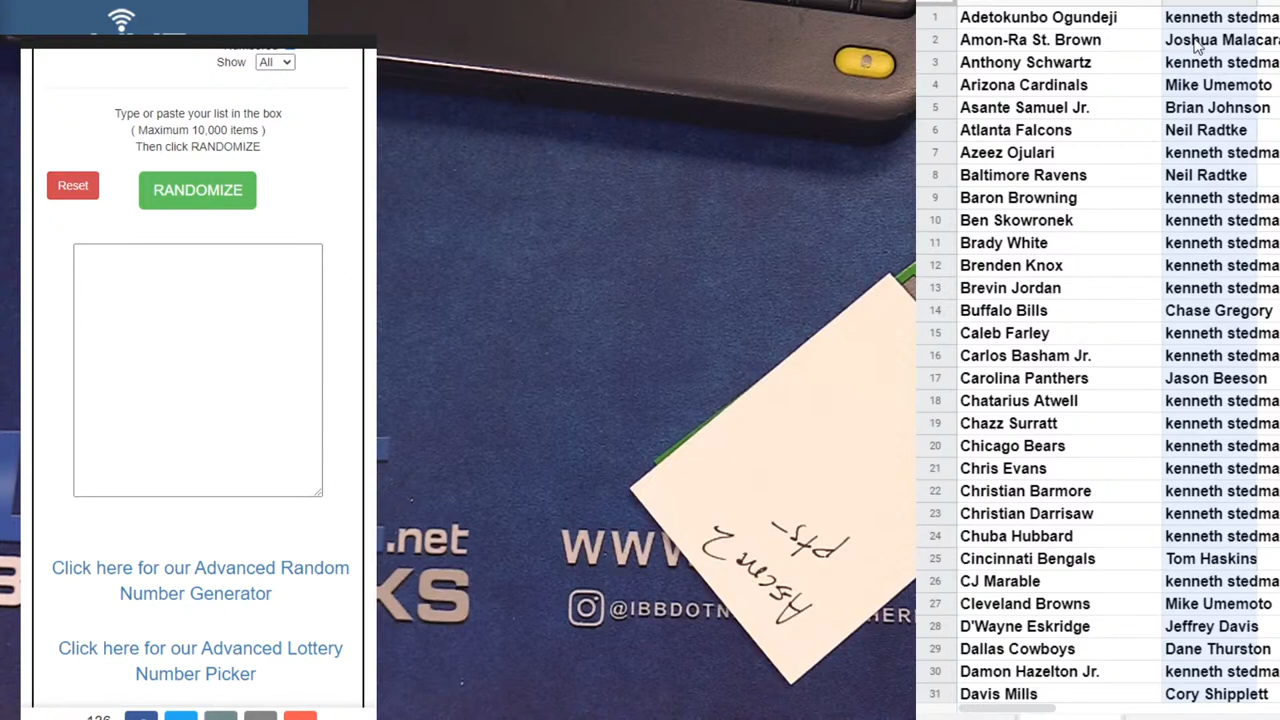 Show All
Type or paste your list in the box
( Maximum 10,000 items )
Then click RANDOMIZE
Reset
RANDOMIZE
Click here for our Advanced Random
Number Generator
Click here for our Advanced Lottery
Number Picker
.net
KS
WWW
@IBBDOTN
HER
Ascen 2
pts-
1 Adetokunbo Ogundeji kenneth stedma
2 Amon-Ra St. Brown Joshua Malacar
3 Anthony Schwartz kenneth stedma
4 Arizona Cardinals Mike Umemoto
5 Asante Samuel Jr. Brian Johnson
6 Atlanta Falcons Neil Radtke
7 Azeez Ojulari kenneth stedma
8 Baltimore Ravens Neil Radtke
9 Baron Browning kenneth stedma
10 Ben Skowronek kenneth stedma
11 Brady White kenneth stedma
12 Brenden Knox kenneth stedma
13 Brevin Jordan kenneth stedma
14 Buffalo Bills Chase Gregory
15 Caleb Farley kenneth stedma
16 Carlos Basham Jr. kenneth stedma
17 Carolina Panthers Jason Beeson
18 Chatarius Atwell kenneth stedma
19 Chazz Surratt kenneth stedma
20 Chicago Bears kenneth stedma
21 Chris Evans kenneth stedma
22 Christian Barmore kenneth stedma
23 Christian Darrisaw kenneth stedma
24 Chuba Hubbard kenneth stedma
25 Cincinnati Bengals Tom Haskins
26 CJ Marable kenneth stedma
27 Cleveland Browns Mike Umemoto
28 D'Wayne Eskridge Jeffrey Davis
29 Dallas Cowboys Dane Thurston
30 Damon Hazelton Jr. kenneth stedma
31 Davis Mills Cory Shipplett